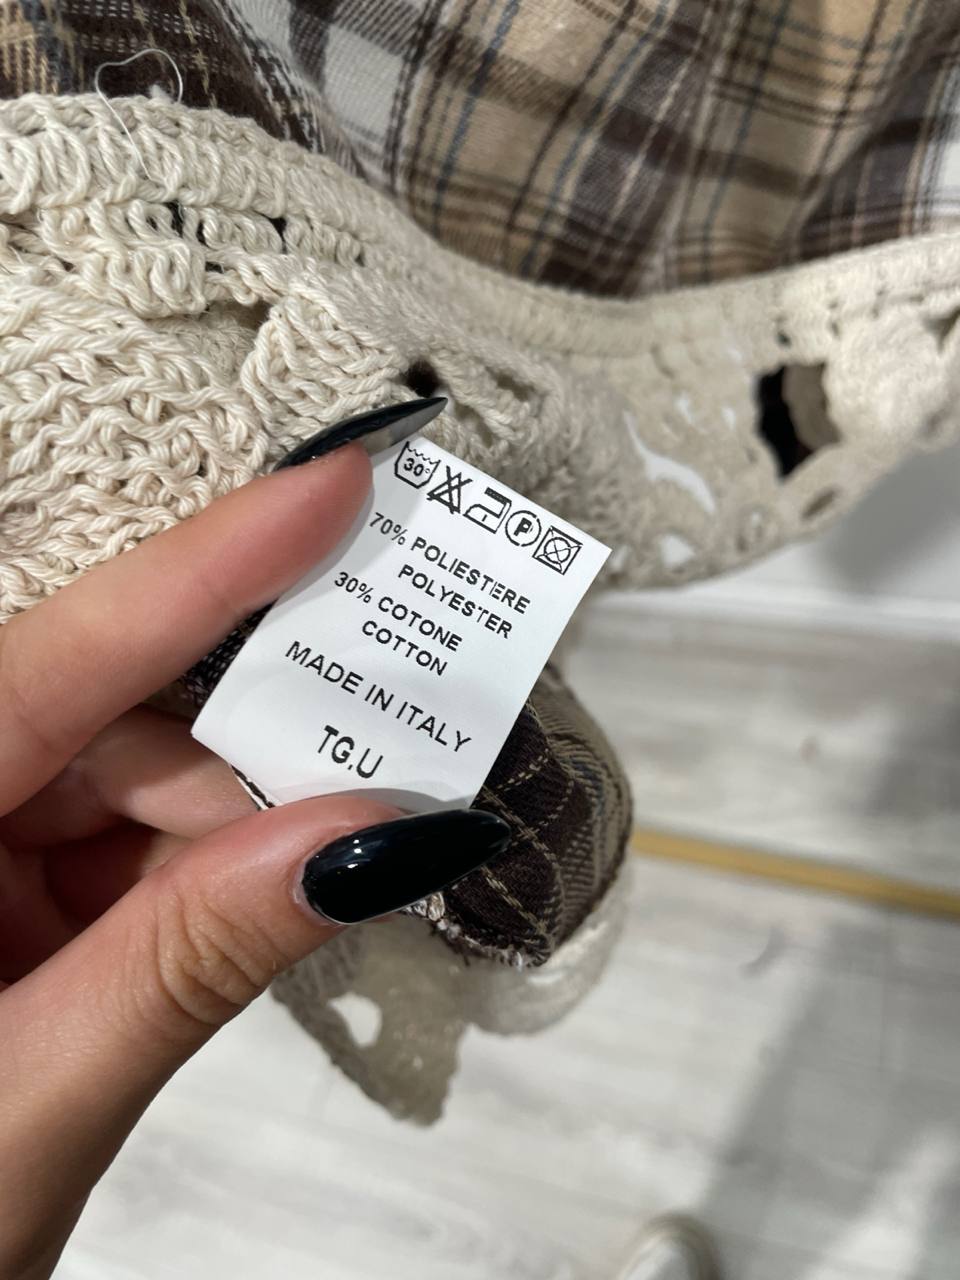 30°
P
70% POLIESTERE
POLYESTER
30% COTONE
COTTON
MADE IN ITALY
TG.U